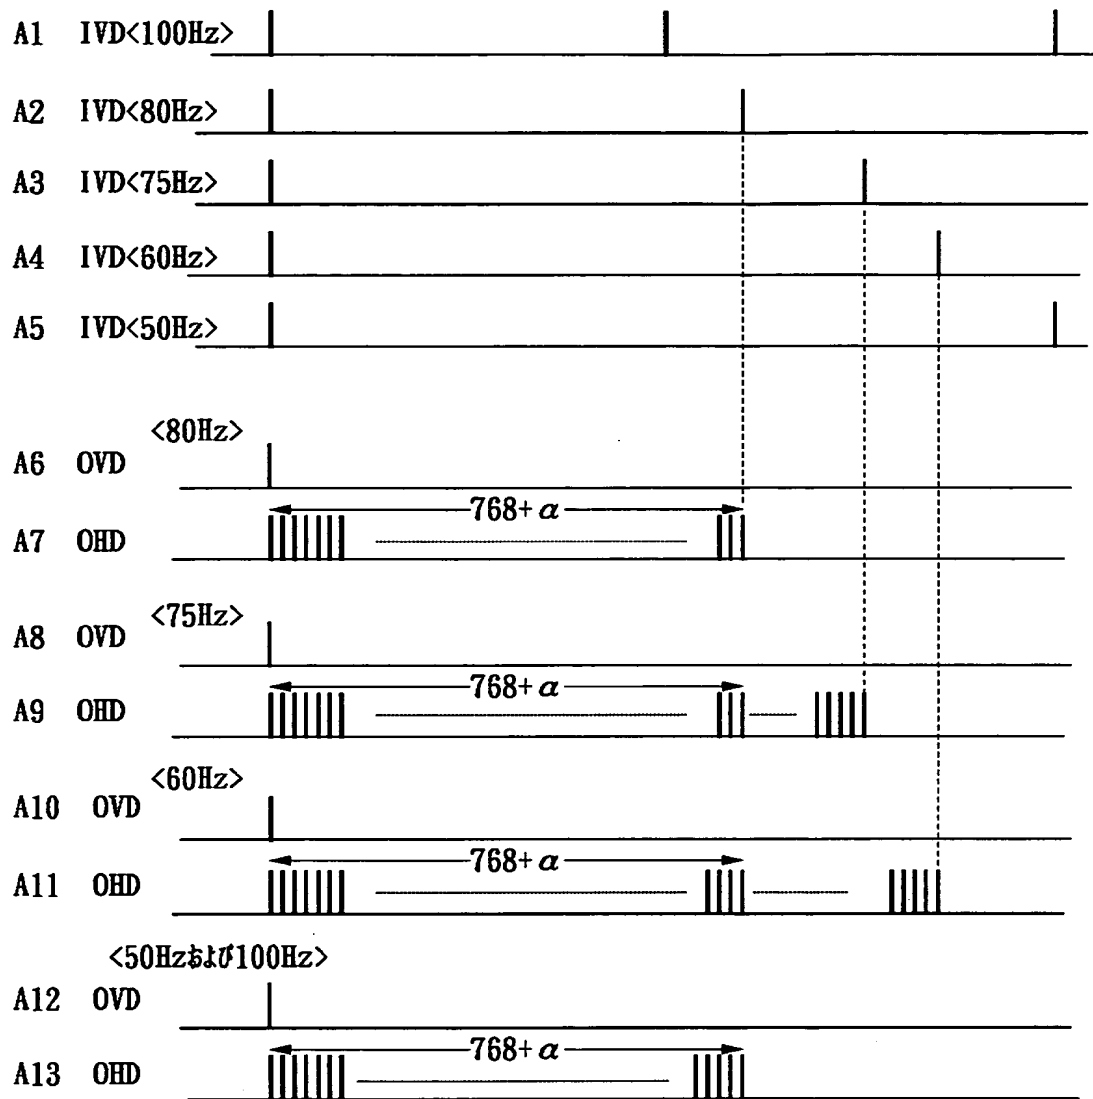 A1 IVD<100Hz>
A2 IVD<80Hz>
A3 IVD<75Hz>
A4 IVD<60Hz>
A5 IVD<50Hz>
<80Hz>
A6 OVD
768+α
A7 OHD
<75Hz>
A8 OVD
768+α
A9 OHD
<60Hz>
A10 OVD
768+α
A11 OHD
<50Hzおよび100Hz>
A12 OVD
768+α
A13 OHD